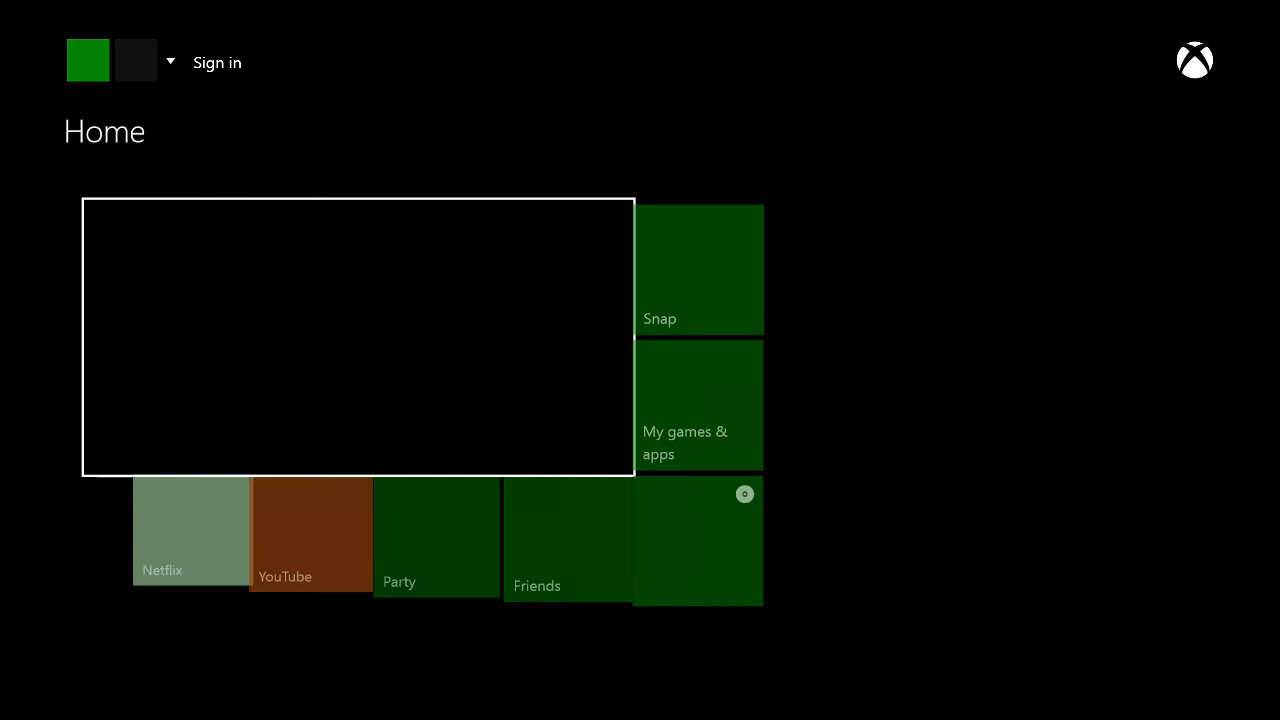 Sign in
Home
Snap
My games &
apps
Netflix
YouTube
Party
Friends